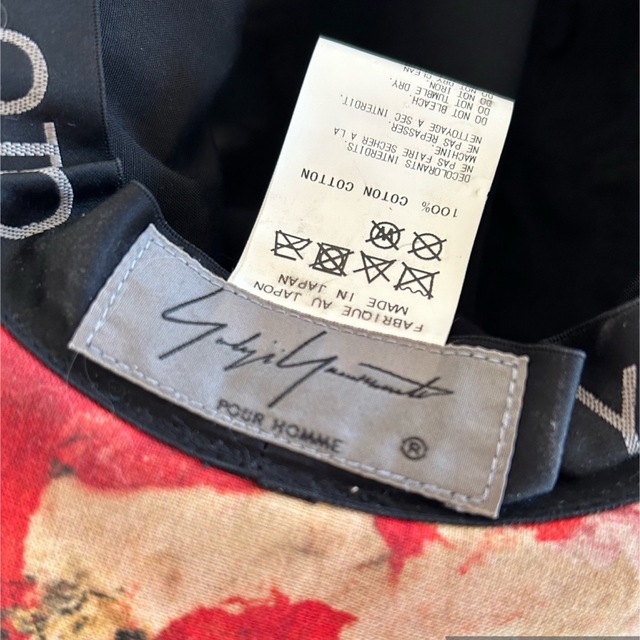 DO NOT DRY CLEAN
DO NOT IRON.
DO NOT TUMBLE DRY
DO NOT BLEACH
NETTOYAGE A SEC INTERDIT.
NE PAS REPASSER
MACHINE
NE PAS FAIRE SECHER A LA
DECOLORANTS INTERDITS.
100% COTON COTTON
MADE IN JAPAN
FABRIQUE AU JAPON
Yohji Yamamoto
POUR HOMME
®